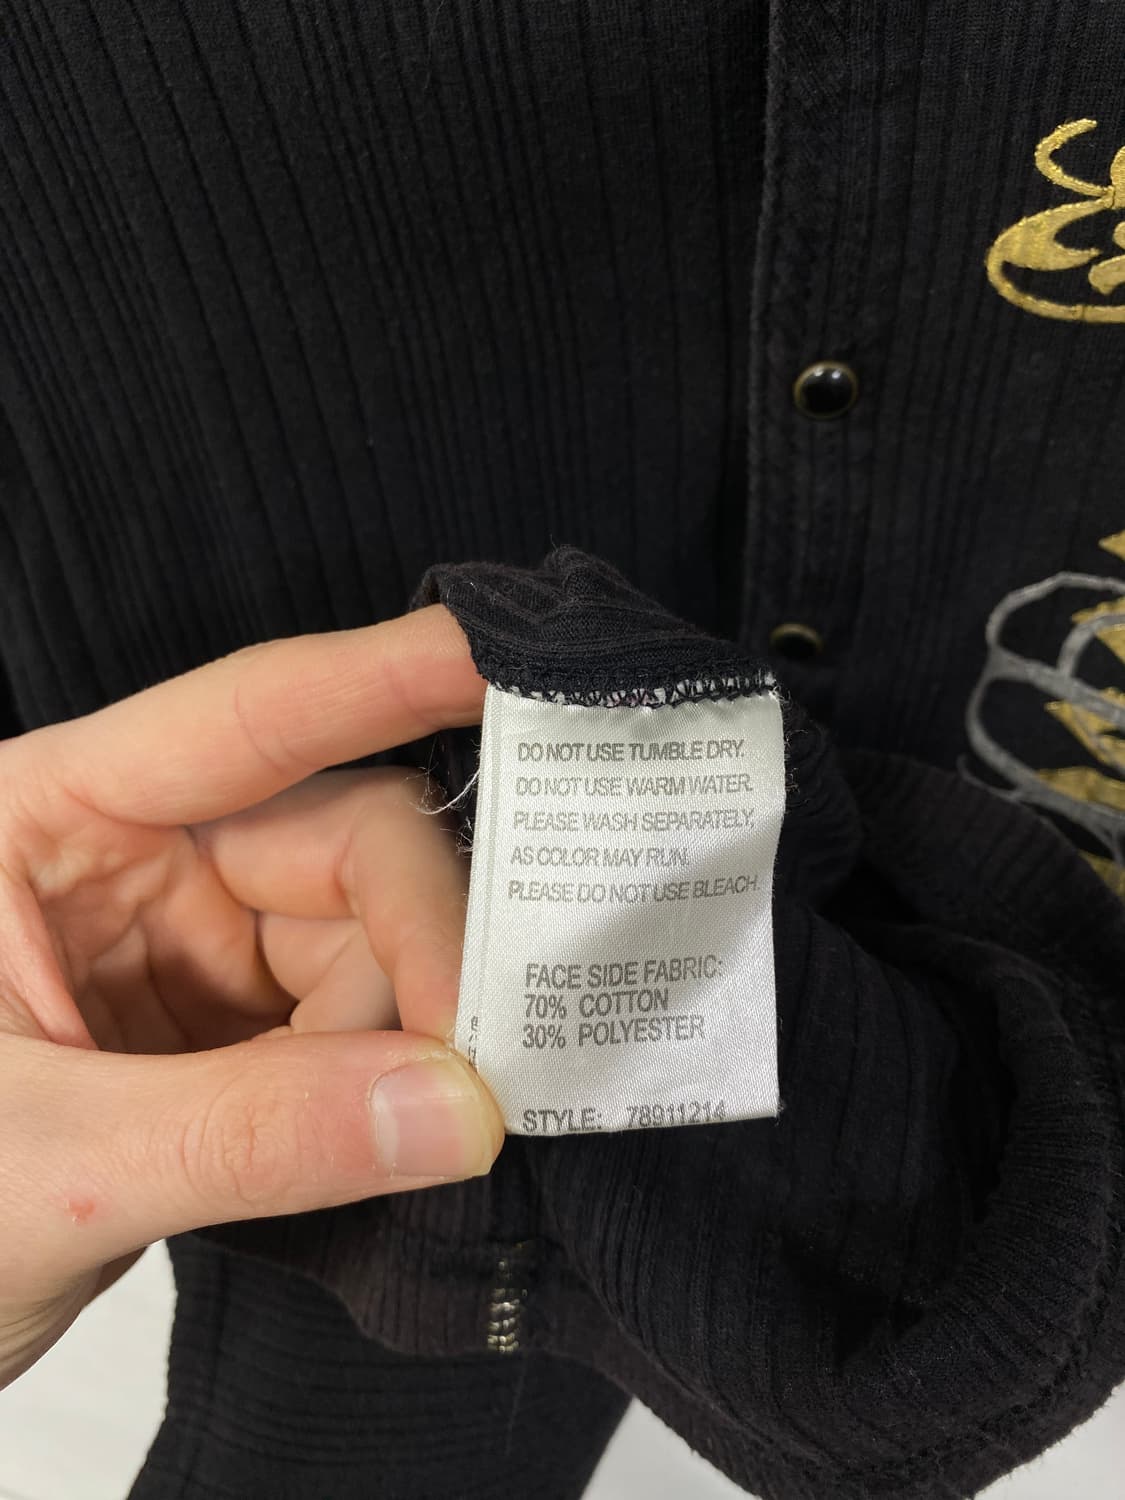 DO NOT USE TUMBLE DRY.
DO NOT USE WARM WATER.
PLEASE WASH SEPARATELY,
AS COLOR MAY RUN.
PLEASE DO NOT USE BLEACH.
FACE SIDE FABRIC:
70% COTTON
30% POLYESTER
STYLE: 78911214